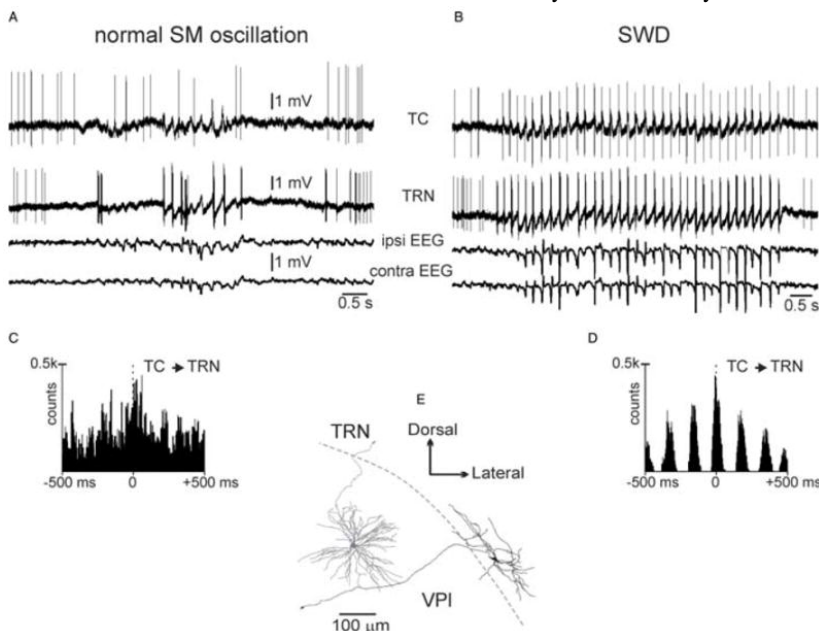 A
normal SM oscillation
1 mV
1 mV
1 mV
0.5 s
B
SWD
TC
TRN
ipsi EEG
contra EEG
0.5 s
C
0.5k
counts
TC TRN
-500 ms
0
+500 ms
D
0.5k
counts
TC TRN
-500 ms
0
+500 ms
E
TRN
Dorsal
Lateral
VPI
100 µm